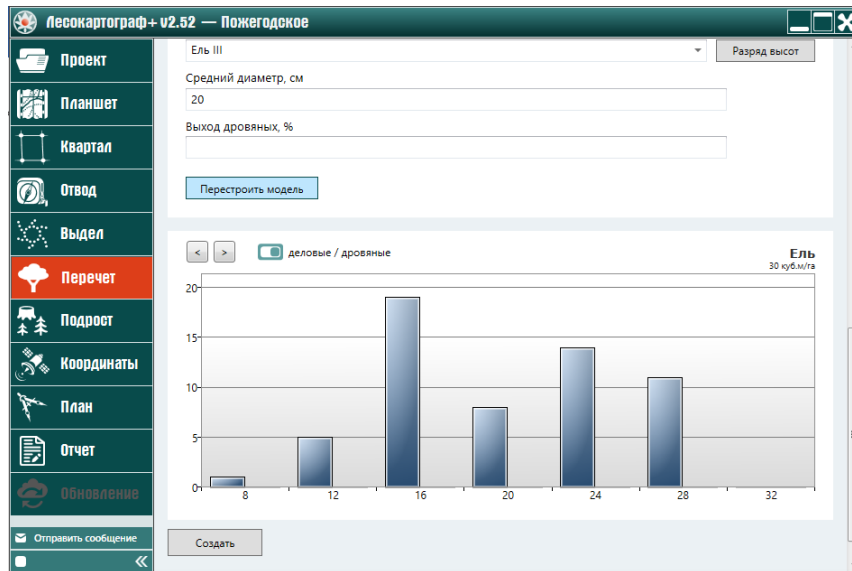 Лесокартограф+ v2.52 — Пожегодское
Проект
Планшет
Квартал
Отвод
Выдел
Перечет
Подрост
Координаты
План
Отчет
Обновление
Отправить сообщение
Ель III
Разряд высот
Средний диаметр, см
20
Выход дровяных, %
Перестроить модель
< >
деловые / дровяные
Ель
30 куб.м/га
20
15
10
5
0
8 12 16 20 24 28 32
Создать